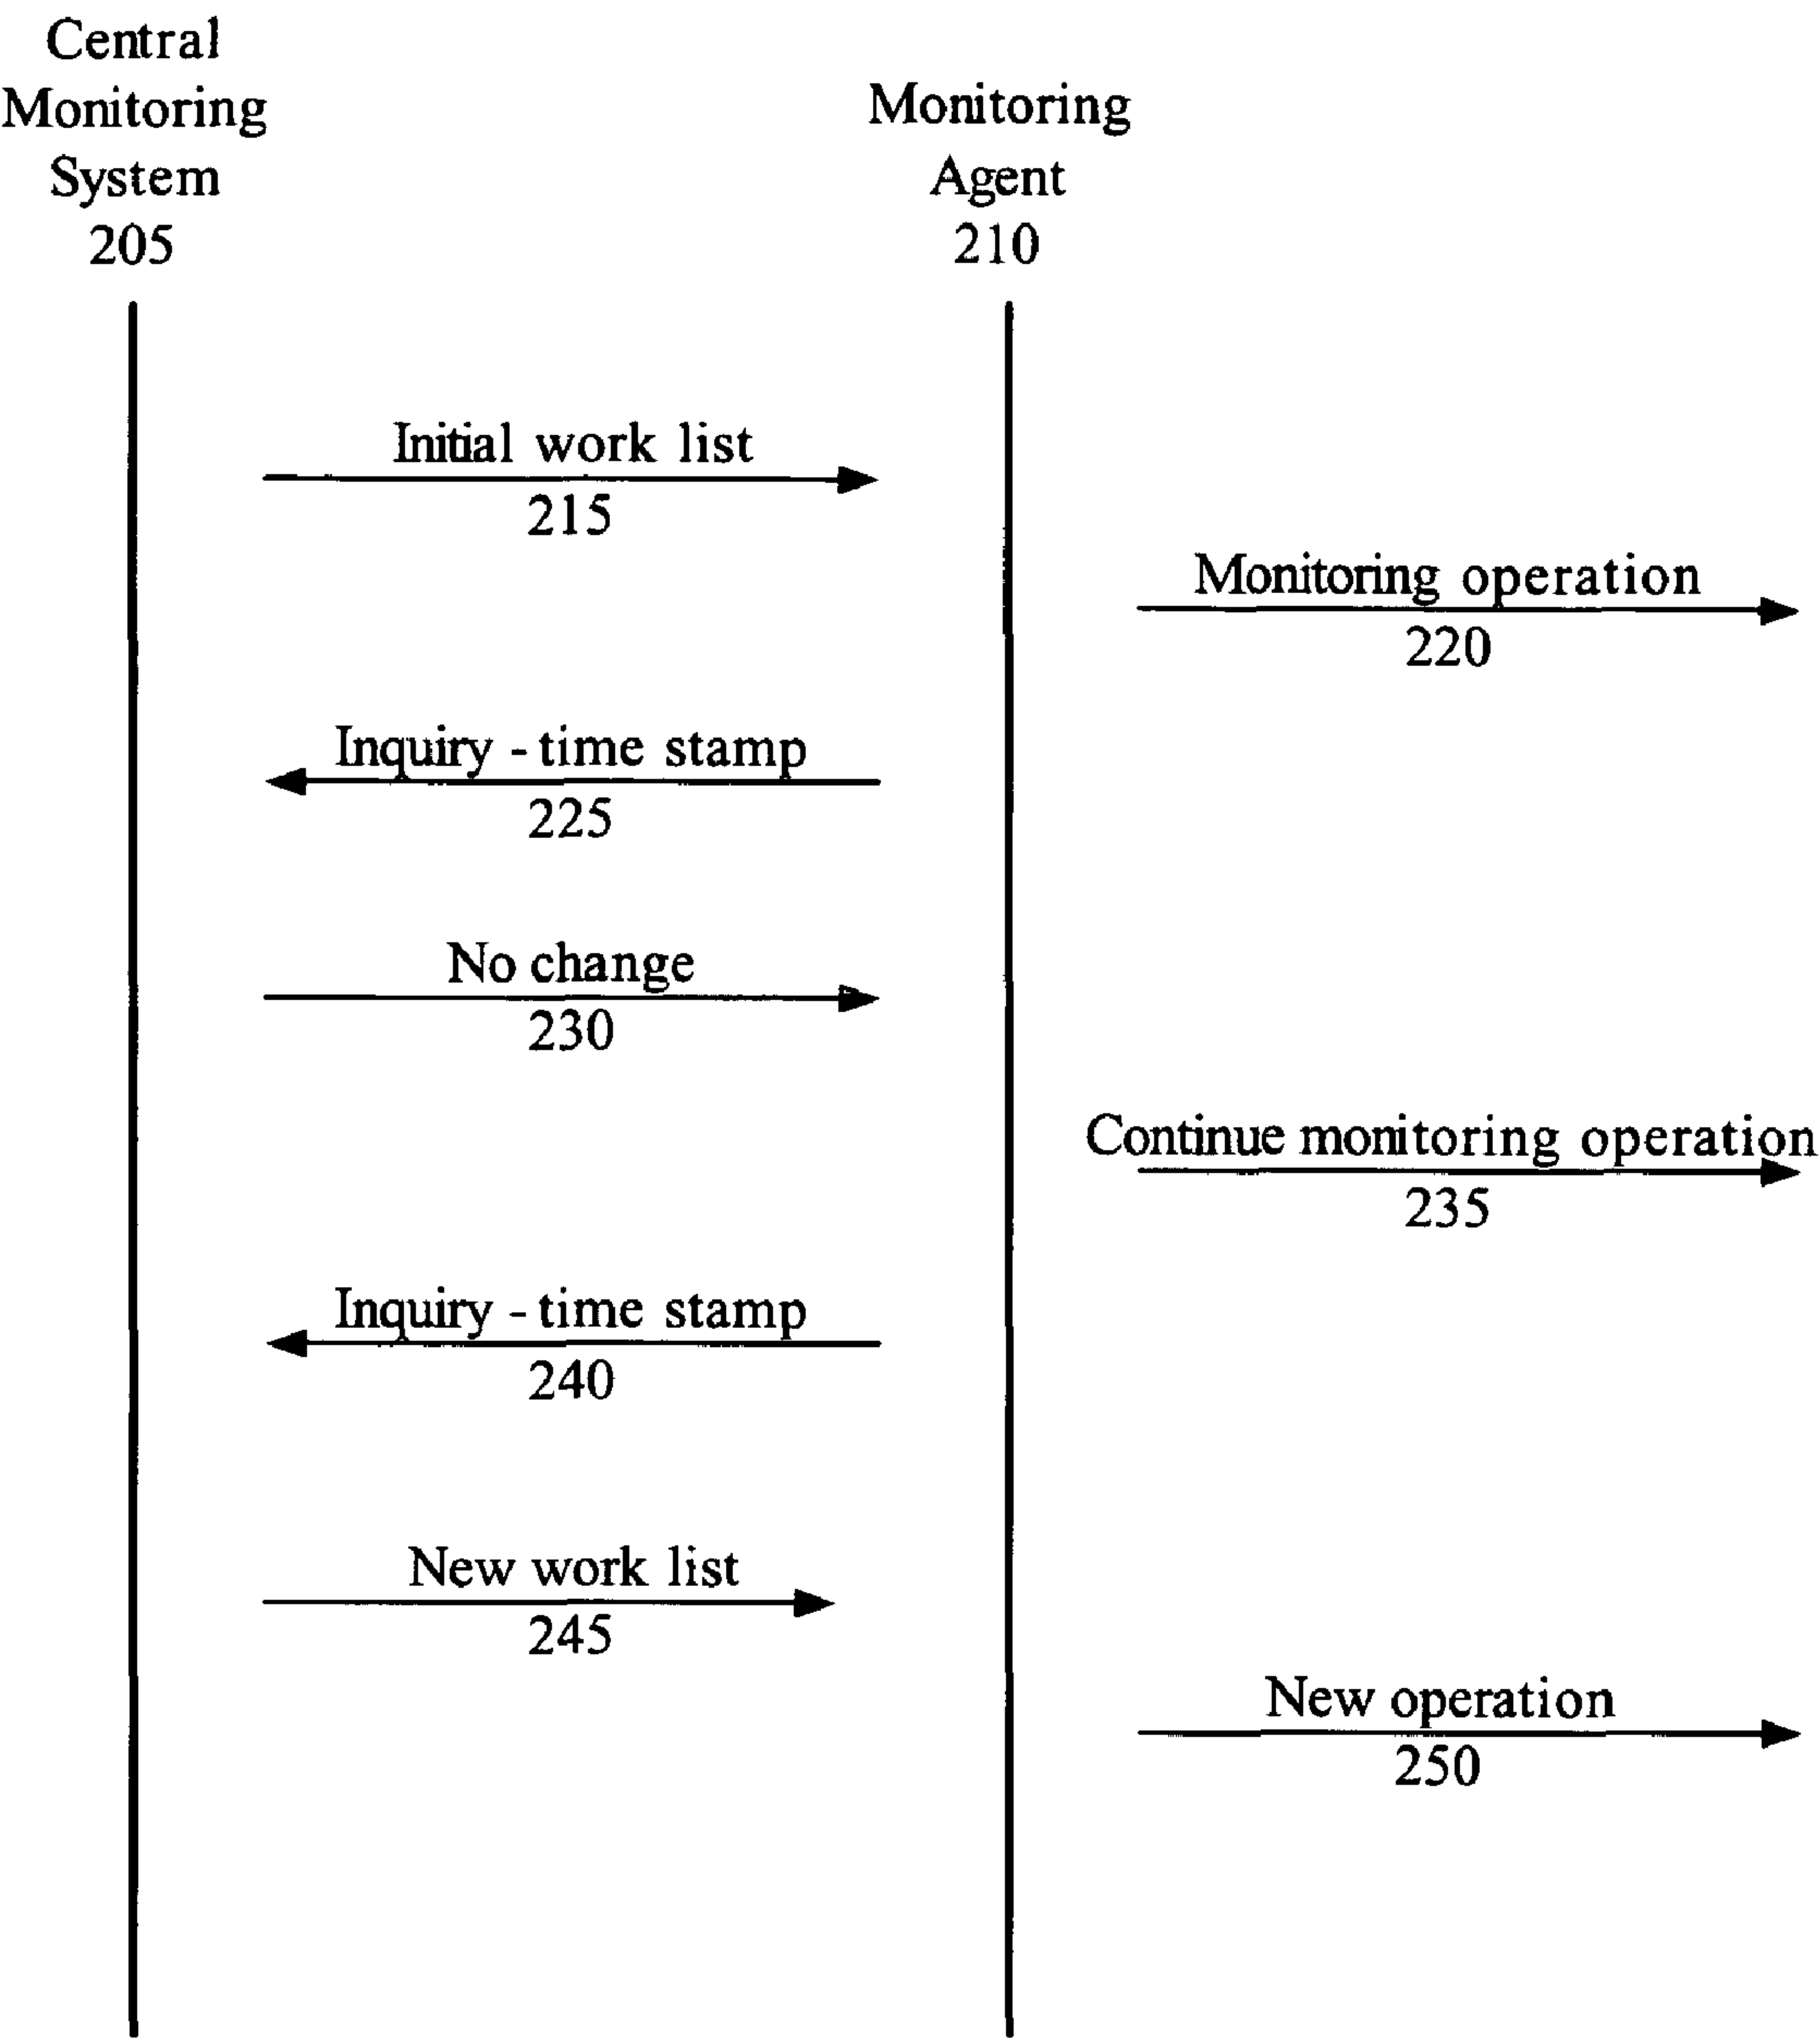 Central
Monitoring
System
205
Monitoring
Agent
210
Initial work list
215
Monitoring operation
220
Inquiry - time stamp
225
No change
230
Continue monitoring operation
235
Inquiry - time stamp
240
New work list
245
New operation
250